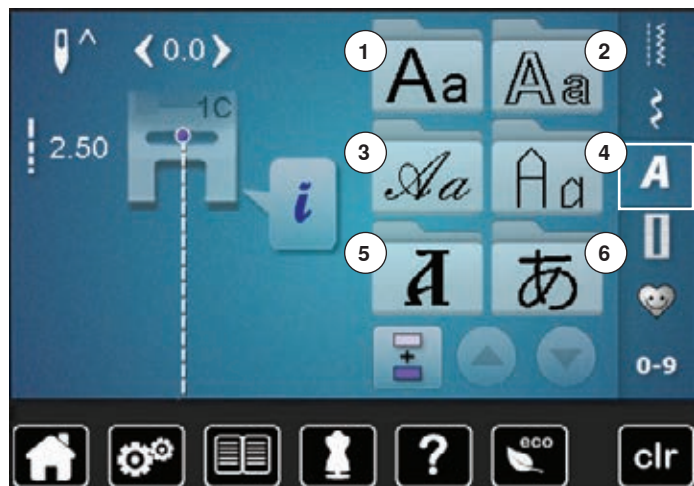 ^ 0.0
1C
2.50
i
1 Aa
2 Aa
3 Aa
4 Aa
5 A
6 あ
A
+
0-9
? eco clr